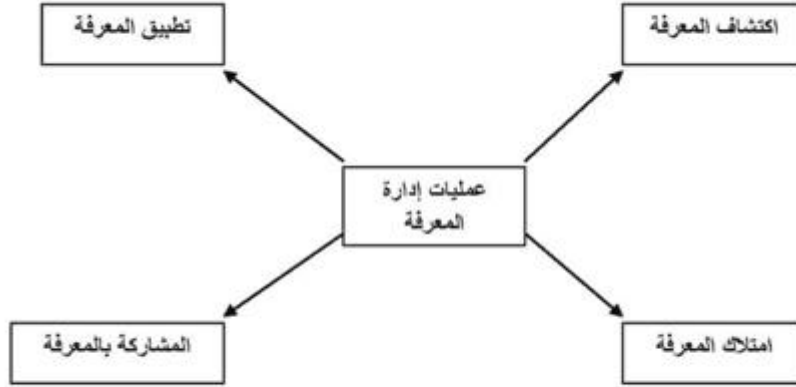 اكتشاف المعرفة
تطبيق المعرفة
عمليات إدارة
المعرفة
امتلاك المعرفة
المشاركة بالمعرفة